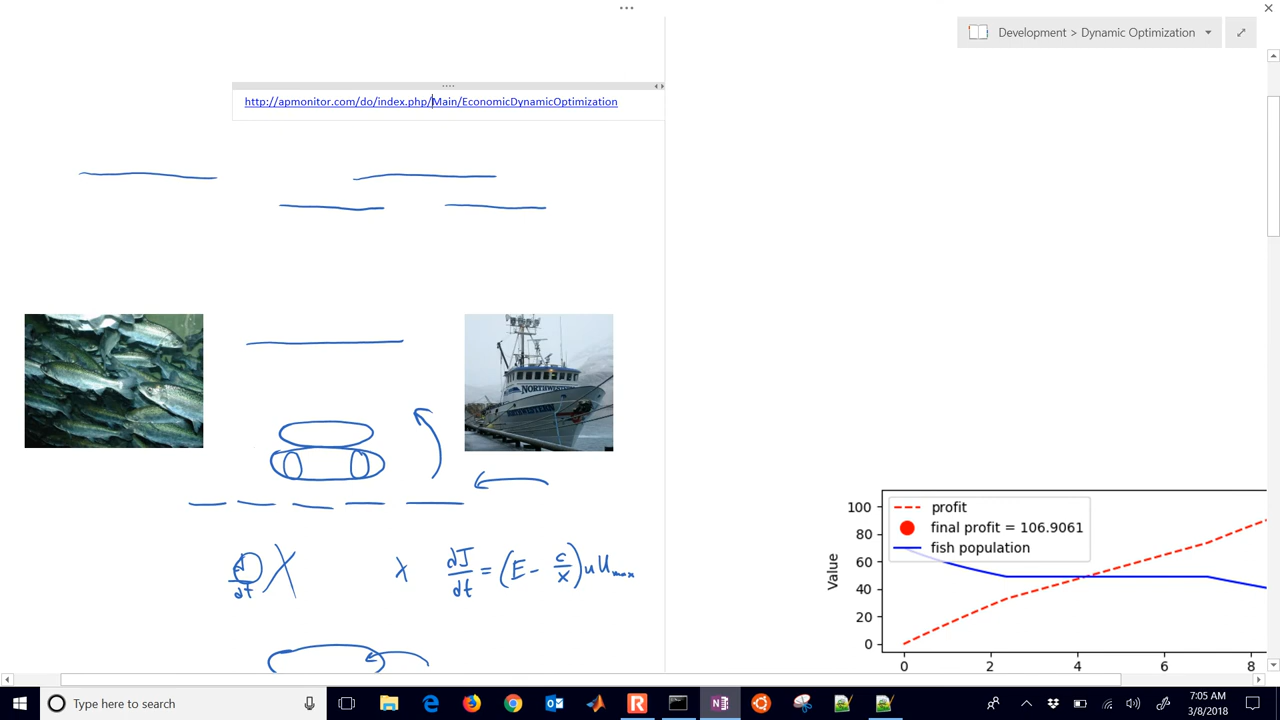 Development > Dynamic Optimization
http://apmonitor.com/do/index.php/Main/EconomicDynamicOptimization
NORTHWESTERN
d/dt X x dJ/dt = (E - c/x) u Umax
100
80
60
40
20
0
Value
profit
final profit = 106.9061
fish population
0 2 4 6 8
Type here to search
7:05 AM
3/8/2018